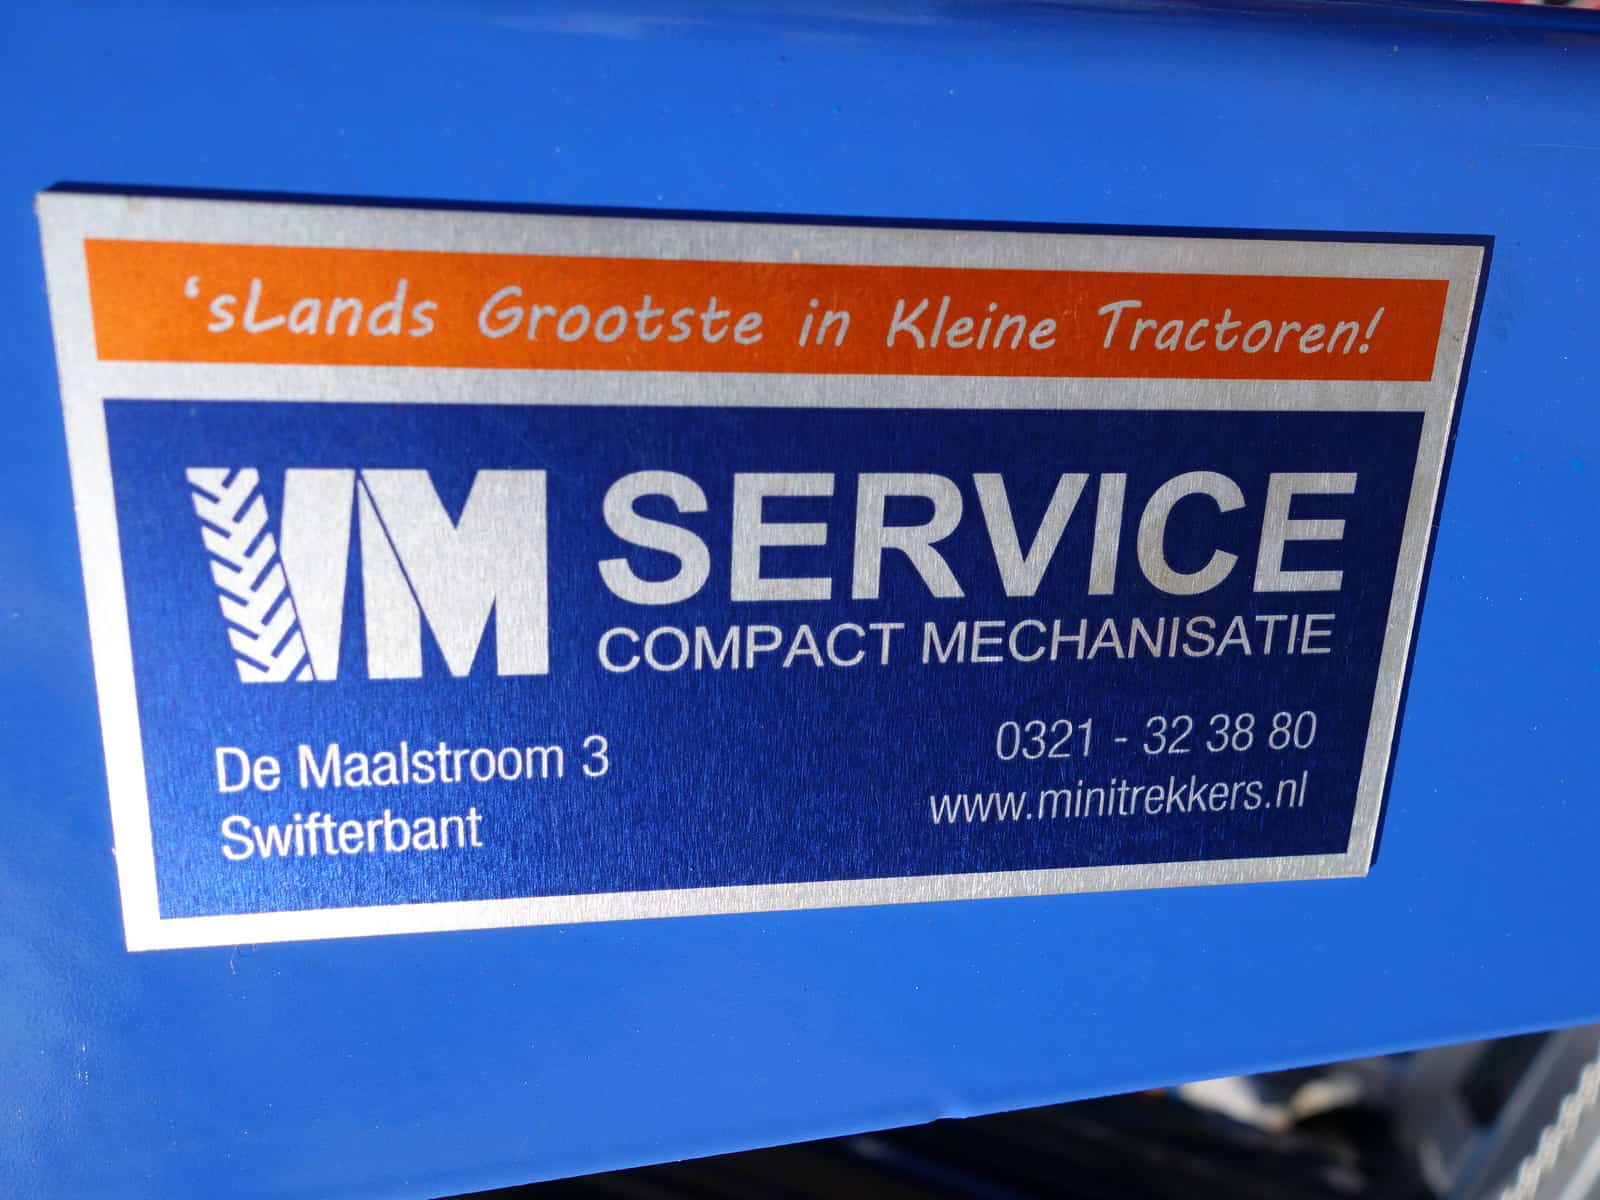 ‘sLands Grootste in Kleine Tractoren!
VM SERVICE
COMPACT MECHANISATIE
De Maalstroom 3
Swifterbant
0321 - 32 38 80
www.minitrekkers.nl